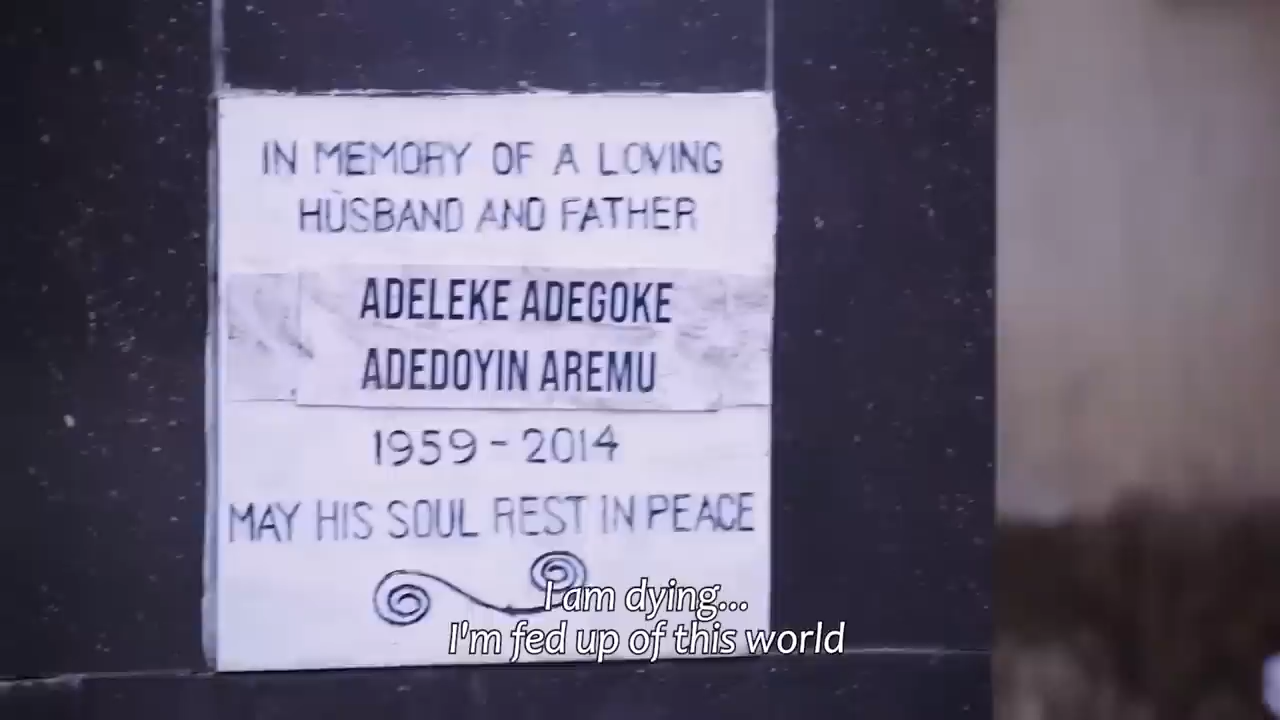 IN MEMORY OF A LOVING
HUSBAND AND FATHER
ADELEKE ADEGOKE
ADEDOYIN AREMU
1959 - 2014
MAY HIS SOUL REST IN PEACE
I am dying...
I'm fed up of this world